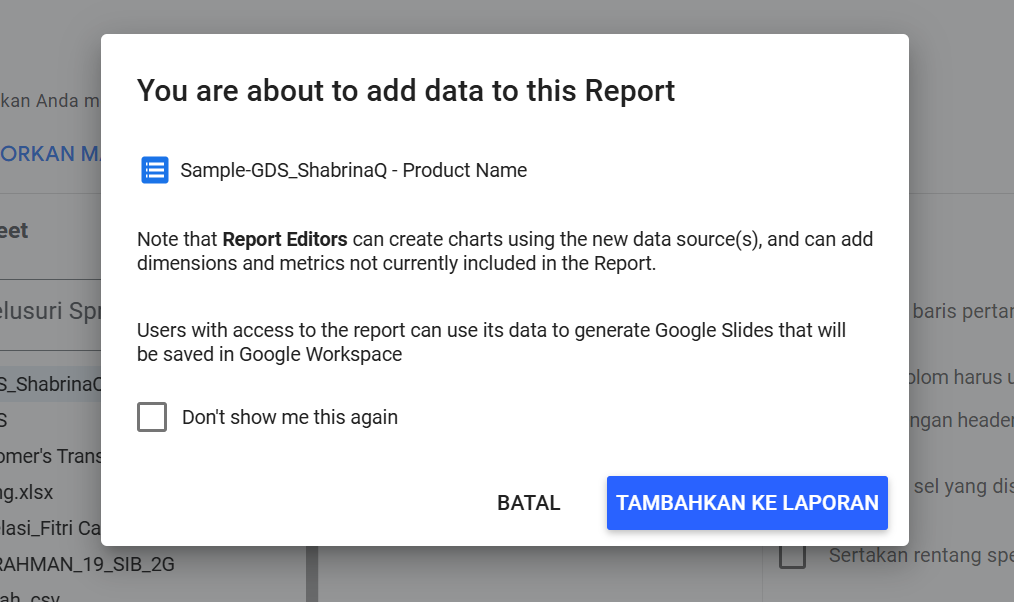 You are about to add data to this Report
Sample-GDS_ShabrinaQ - Product Name
Note that Report Editors can create charts using the new data source(s), and can add
dimensions and metrics not currently included in the Report.
Users with access to the report can use its data to generate Google Slides that will
be saved in Google Workspace
Don't show me this again
BATAL
TAMBAHKAN KE LAPORAN
kan Anda m
ORKAN MA
eet
elusuri Spr
S_ShabrinaQ
S
omer's Trans
ng.xlsx
lasi_Fitri Ca
RAHMAN_19_SIB_2G
ah_csv
baris pertam
olom harus u
ngan header
sel yang dis
Sertakan rentang spe